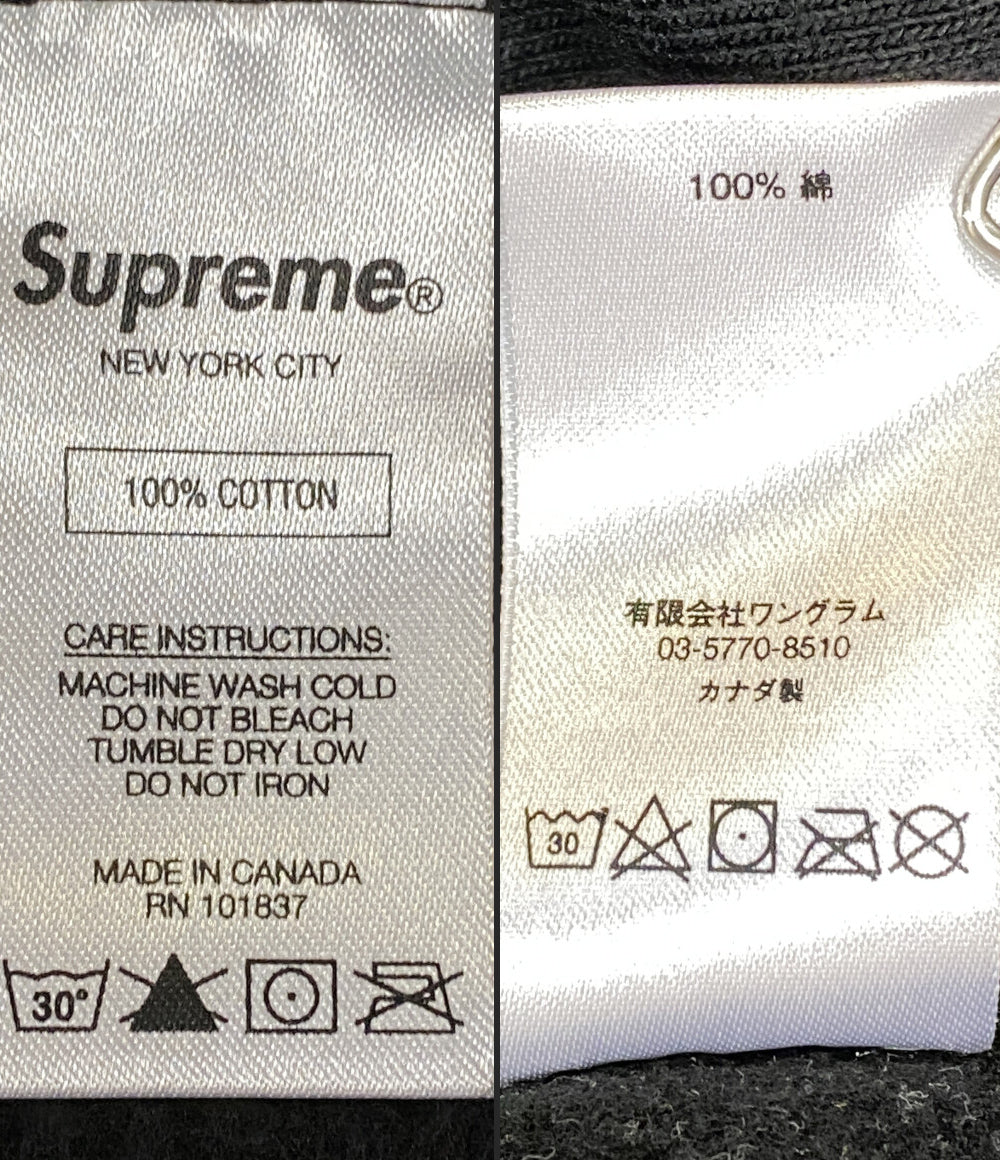 Supreme®
NEW YORK CITY
100% COTTON
CARE INSTRUCTIONS:
MACHINE WASH COLD
DO NOT BLEACH
TUMBLE DRY LOW
DO NOT IRON
MADE IN CANADA
RN 101837
30°
100% 綿
有限会社ワングラム
03-5770-8510
カナダ製
30